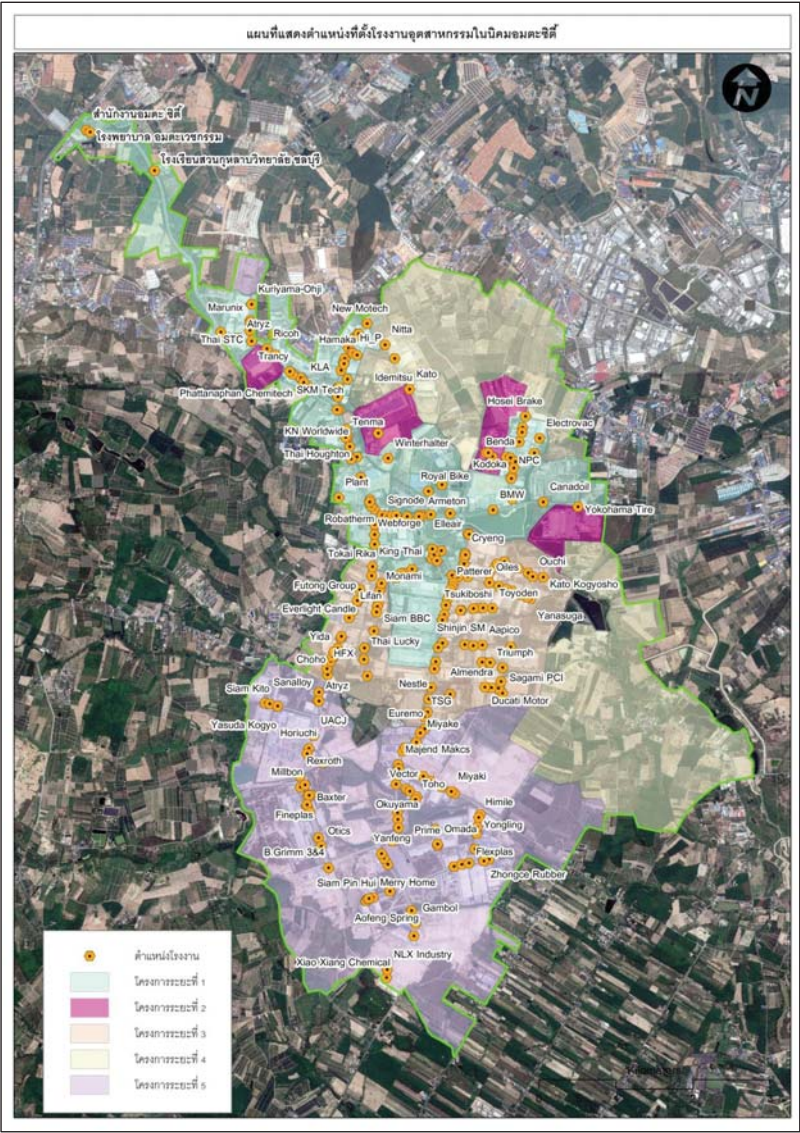 แผนที่แสดงตำแหน่งที่ตั้งโรงงานอุตสาหกรรมในนิคมอมตะซิตี้
N
สำนักงานอมตะ ซิตี้
โรงพยาบาล อมตะเวชกรรม
โรงเรียนสวนกุหลาบวิทยาลัย ชลบุรี
Kuriyama-Ohji
Marunix
New Motech
Atryz
Ricoh
Nitta
Thai STC
Hamaka
Hi_P
Trancy
KLA
Idemitsu
Kato
Phattanaphan Chemitech
SKM Tech
Hosei Brake
Tenma
Electrovac
KN Worldwide
Winterhalter
Benda
Thai Houghton
Kodoka
NPC
Plant
Royal Bike
Canadoil
Signode
Armeton
BMW
Yokohama Tire
Robatherm
Webforge
Elleair
Cryeng
Tokai Rika
King Thai
Ouchi
Monami
Patterer
Oiles
Kato Kogyosho
Futong Group
Lifan
Tsukiboshi
Toyoden
Everlight Candle
Siam BBC
Yanasuga
Shinjin SM
Aapico
Yida
Thai Lucky
Triumph
Choho
HFX
Almendra
Sagami PCI
Siam Kito
Sanalloy
Atryz
Nestle
Ducati Motor
TSG
Yasuda Kogyo
UACJ
Euremo
Horiuchi
Miyake
Rexroth
Majend Makcs
Millbon
Vector
Miyaki
Toho
Baxter
Okuyama
Himile
Fineplas
Otics
Yanfeng
Prime
Omada
Yongling
B.Grimm 3&4
Flexplas
Zhongce Rubber
Siam Pin Hui
Merry Home
Gambol
Aofeng Spring
NLX Industry
Xiao Xiang Chemical
ตำแหน่งโรงงาน
โครงการระยะที่ 1
โครงการระยะที่ 2
โครงการระยะที่ 3
โครงการระยะที่ 4
โครงการระยะที่ 5